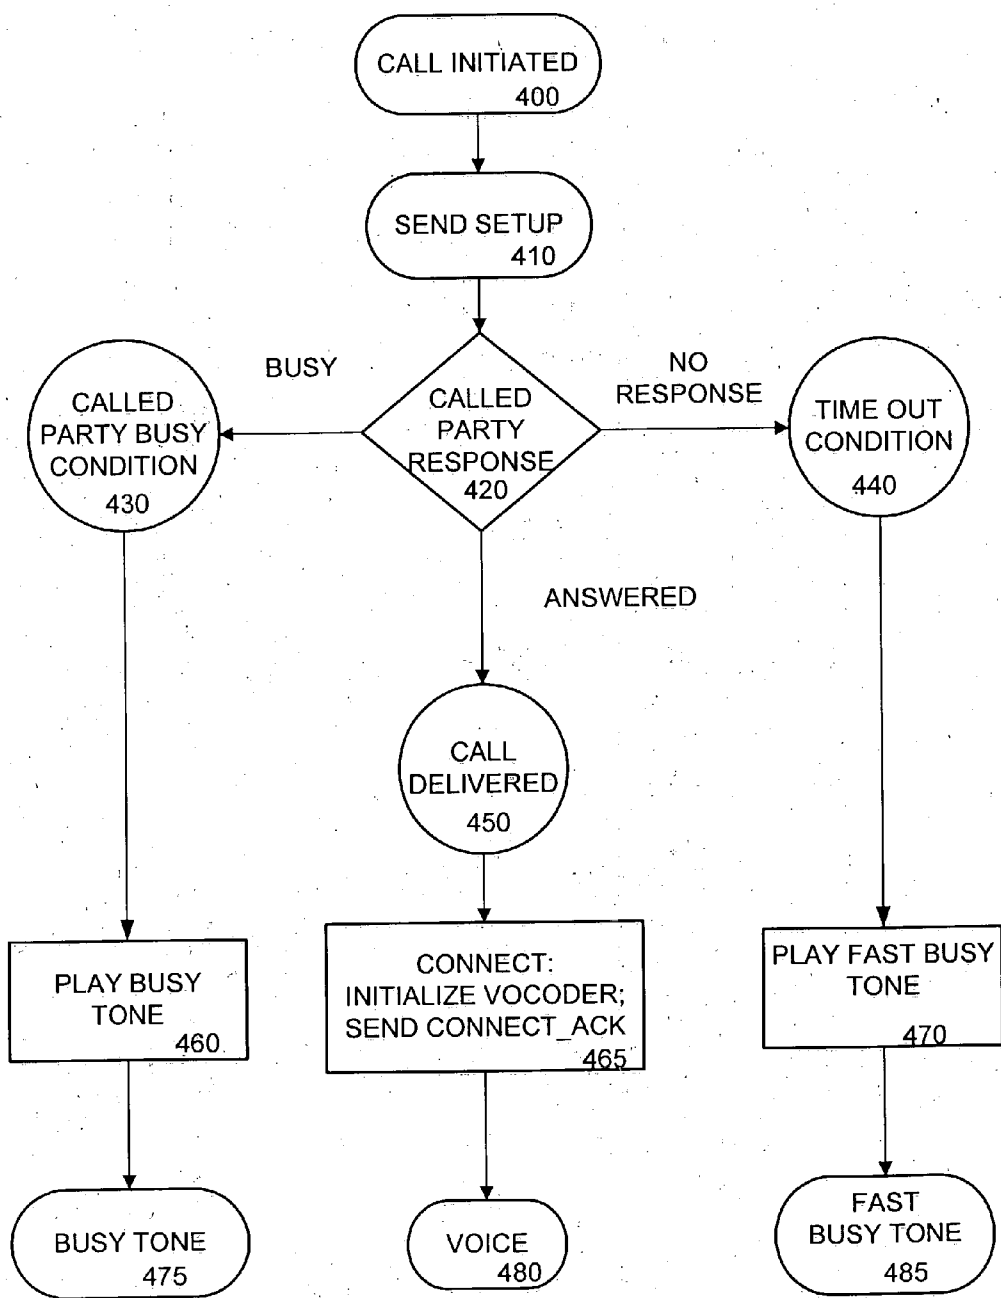 CALL INITIATED
400
SEND SETUP
410
BUSY
NO
RESPONSE
CALLED
PARTY BUSY
CONDITION
430
CALLED
PARTY
RESPONSE
420
TIME OUT
CONDITION
440
ANSWERED
CALL
DELIVERED
450
PLAY BUSY
TONE
460
CONNECT:
INITIALIZE VOCODER;
SEND CONNECT_ACK
465
PLAY FAST BUSY
TONE
470
BUSY TONE
475
VOICE
480
FAST
BUSY TONE
485